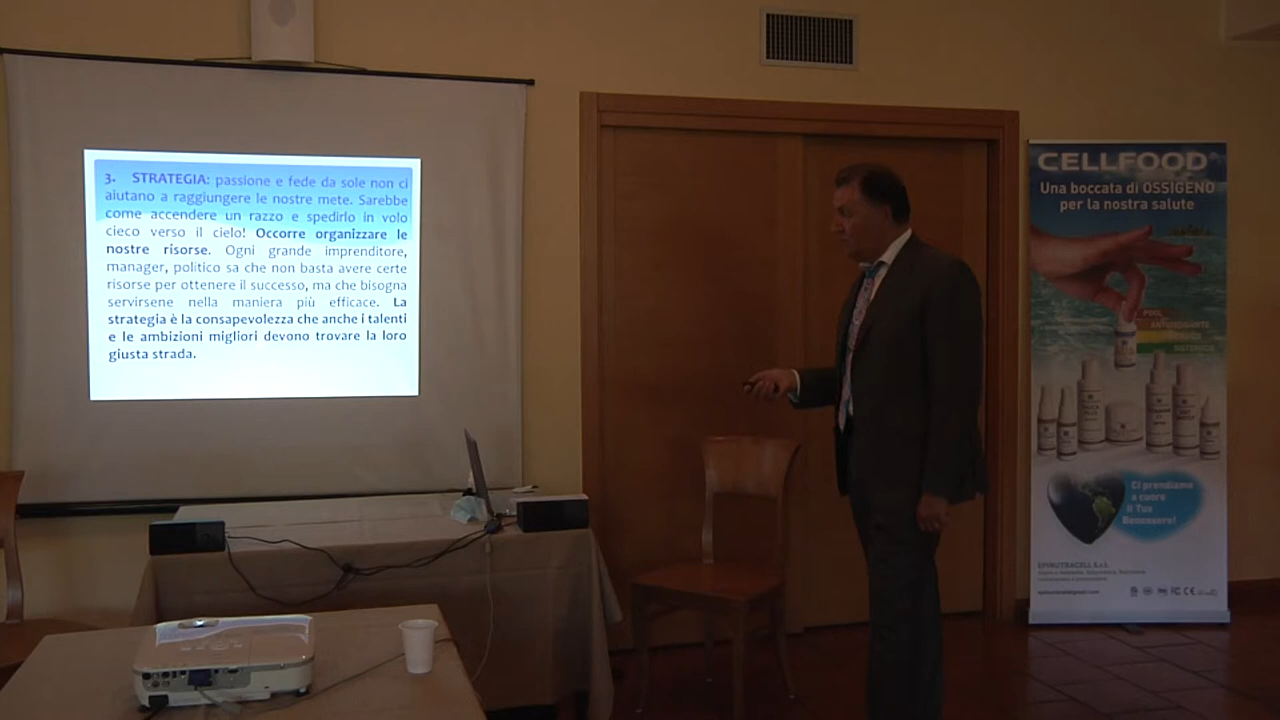 3. STRATEGIA: passione e fede da sole non ci
aiutano a raggiungere le nostre mete. Sarebbe
come accendere un razzo e spedirlo in volo
cieco verso il cielo! Occorre organizzare le
nostre risorse. Ogni grande imprenditore,
manager, politico sa che non basta avere certe
risorse per ottenere il successo, ma che bisogna
servirsene nella maniera più efficace. La
strategia è la consapevolezza che anche i talenti
e le ambizioni migliori devono trovare la loro
giusta strada.
CELLFOOD
Una boccata di OSSIGENO
per la nostra salute
Ci prendiamo
a cuore
il Tuo
Benessere!